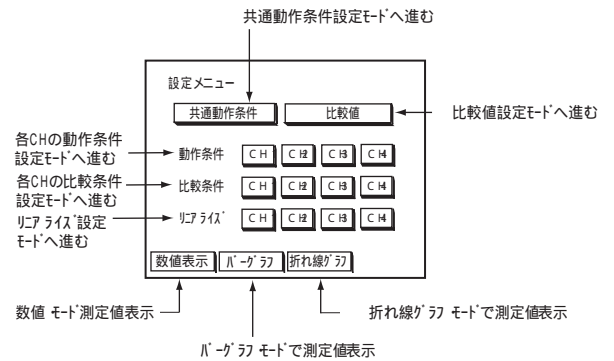 共通動作条件設定ﾓｰﾄﾞへ進む
設定メニュー
共通動作条件 比較値
比較値設定ﾓｰﾄﾞへ進む
各CHの動作条件
設定ﾓｰﾄﾞへ進む
動作条件 CH CH2 CH3 CH4
各CHの比較条件
設定ﾓｰﾄﾞへ進む
比較条件 CH CH2 CH3 CH4
ﾘﾆｱﾗｲｽﾞ設定
ﾓｰﾄﾞへ進む
ﾘﾆｱﾗｲｽﾞ CH CH2 CH3 CH4
数値表示 ﾊﾞｰｸﾞﾗﾌ 折れ線ｸﾞﾗﾌ
数値 ﾓｰﾄﾞ測定値表示
折れ線ｸﾞﾗﾌ ﾓｰﾄﾞで測定値表示
ﾊﾞｰｸﾞﾗﾌ ﾓｰﾄﾞで測定値表示